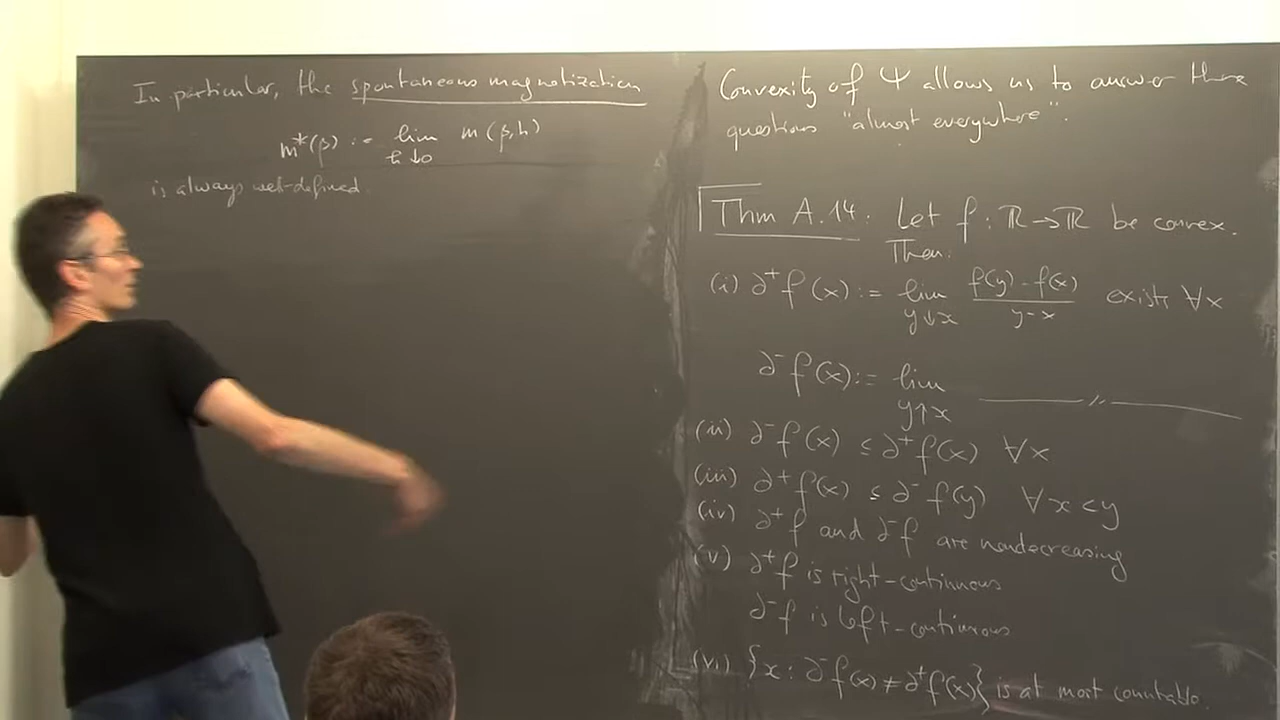 In particular, the spontaneous magnetization
m*(β) := lim m(β,h)
h↓0
is always well-defined.
Convexity of Ψ allows us to answer these
questions "almost everywhere".
Thm A.14: Let f: ℝ→ℝ be convex.
Then:
(i) ∂⁺f(x) := lim f(y)-f(x) / y-x exists ∀x
y↓x
∂⁻f(x) := lim ——— " ———
y↑x
(ii) ∂⁻f(x) ≤ ∂⁺f(x) ∀x
(iii) ∂⁺f(x) ≤ ∂⁻f(y) ∀x<y
(iv) ∂⁺f and ∂⁻f are nondecreasing
(v) ∂⁺f is right-continuous
∂⁻f is left-continuous
(vi) {x: ∂⁻f(x) ≠ ∂⁺f(x)} is at most countable.